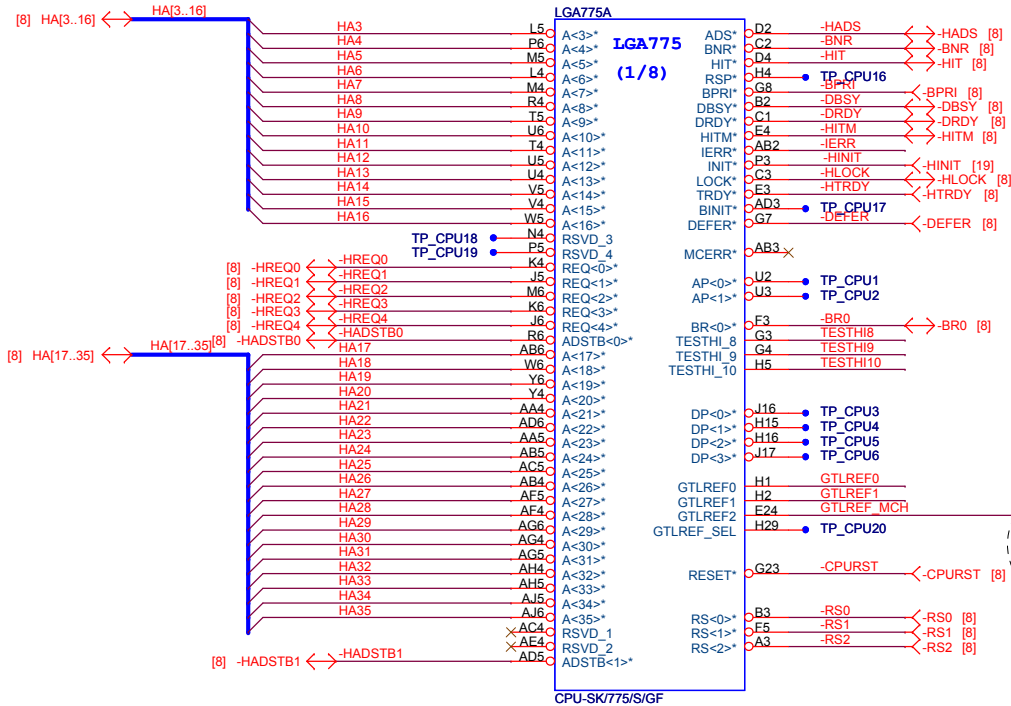 LGA775A
LGA775
(1/8)
[8] HA[3..16] HA[3..16]
HA3 L5 A<3>*
HA4 P6 A<4>*
HA5 M5 A<5>*
HA6 L4 A<6>*
HA7 M4 A<7>*
HA8 R4 A<8>*
HA9 T5 A<9>*
HA10 U6 A<10>*
HA11 T4 A<11>*
HA12 U5 A<12>*
HA13 U4 A<13>*
HA14 V5 A<14>*
HA15 V4 A<15>*
HA16 W5 A<16>*
TP_CPU18 N4 RSVD_3
TP_CPU19 P5 RSVD_4
[8] -HREQ0 -HREQ0 K4 REQ<0>*
[8] -HREQ1 -HREQ1 J5 REQ<1>*
[8] -HREQ2 -HREQ2 M6 REQ<2>*
[8] -HREQ3 -HREQ3 K6 REQ<3>*
[8] -HREQ4 -HREQ4 J6 REQ<4>*
[8] -HADSTB0 -HADSTB0 R6 ADSTB<0>*
[8] HA[17..35] HA[17..35]
HA17 AB6 A<17>*
HA18 W6 A<18>*
HA19 Y6 A<19>*
HA20 Y4 A<20>*
HA21 AA4 A<21>*
HA22 AD6 A<22>*
HA23 AA5 A<23>*
HA24 AB5 A<24>*
HA25 AC5 A<25>*
HA26 AB4 A<26>*
HA27 AF5 A<27>*
HA28 AF4 A<28>*
HA29 AG6 A<29>*
HA30 AG4 A<30>*
HA31 AG5 A<31>*
HA32 AH4 A<32>*
HA33 AH5 A<33>*
HA34 AJ5 A<34>*
HA35 AJ6 A<35>*
AC4 RSVD_1
AE4 RSVD_2
[8] -HADSTB1 -HADSTB1 AD5 ADSTB<1>*
ADS* D2 -HADS -HADS [8]
BNR* C2 -BNR -BNR [8]
HIT* D4 -HIT -HIT [8]
RSP* H4 TP_CPU16
BPRI* G8 -BPRI -BPRI [8]
DBSY* B2 -DBSY -DBSY [8]
DRDY* C1 -DRDY -DRDY [8]
HITM* E4 -HITM -HITM [8]
IERR* AB2 -IERR
INIT* P3 -HINIT -HINIT [19]
LOCK* C3 -HLOCK -HLOCK [8]
TRDY* E3 -HTRDY -HTRDY [8]
BINIT* AD3 TP_CPU17
DEFER* G7 -DEFER -DEFER [8]
MCERR* AB3
AP<0>* U2 TP_CPU1
AP<1>* U3 TP_CPU2
BR<0>* F3 -BR0 -BR0 [8]
TESTHI_8 G3 TESTHI8
TESTHI_9 G4 TESTHI9
TESTHI_10 H5 TESTHI10
DP<0>* J16 TP_CPU3
DP<1>* H15 TP_CPU4
DP<2>* H16 TP_CPU5
DP<3>* J17 TP_CPU6
GTLREF0 H1 GTLREF0
GTLREF1 H2 GTLREF1
GTLREF2 E24 GTLREF_MCH
GTLREF_SEL H29 TP_CPU20
RESET* G23 -CPURST -CPURST [8]
RS<0>* B3 -RS0 -RS0 [8]
RS<1>* F5 -RS1 -RS1 [8]
RS<2>* A3 -RS2 -RS2 [8]
CPU-SK/775/S/GF